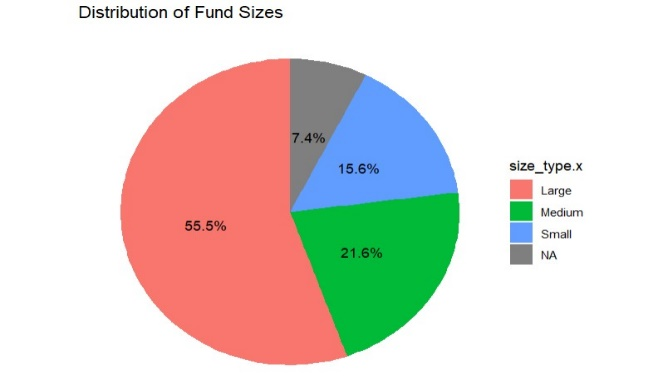 Distribution of Fund Sizes
7.4%
15.6%
55.5%
21.6%
size_type.x
Large
Medium
Small
NA